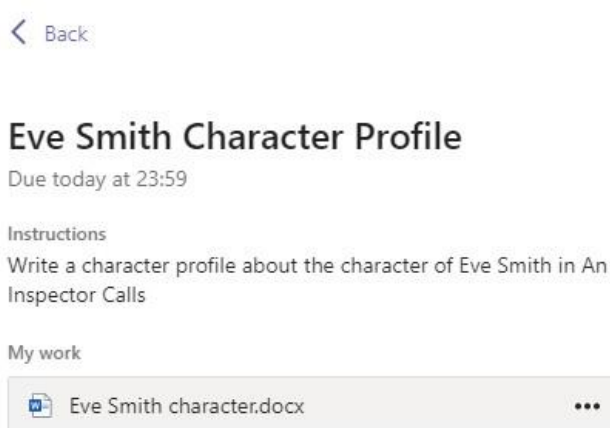 Back
Eve Smith Character Profile
Due today at 23:59
Instructions
Write a character profile about the character of Eve Smith in An
Inspector Calls
My work
Eve Smith character.docx